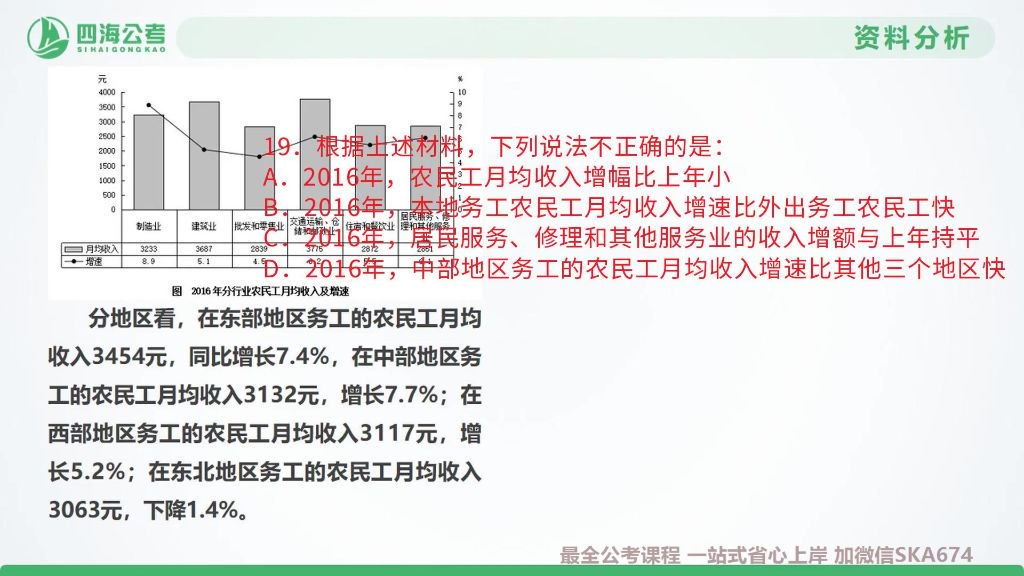 四海公考
SIHAIGONGKAO
资料分析
元
%
4000
3500
3000
2500
2000
1500
1000
500
0
10
9
8
7
4
3
2
制造业
建筑业
批发和零售业
交通运输、仓
住宿和餐饮业
居民服务、修
理和其他服务
月均收入 3233 3687 2839 3775 2872 2851
增速 8.9 5.1 4.5
图 2016年分行业农民工月均收入及增速
19. 根据上述材料，下列说法不正确的是：
A. 2016年，农民工月均收入增幅比上年小
B. 2016年，本地务工农民工月均收入增速比外出务工农民工快
C. 2016年，居民服务、修理和其他服务业的收入增额与上年持平
D. 2016年，中部地区务工的农民工月均收入增速比其他三个地区快
分地区看，在东部地区务工的农民工月均
收入3454元，同比增长7.4%，在中部地区务
工的农民工月均收入3132元，增长7.7%；在
西部地区务工的农民工月均收入3117元，增
长5.2%；在东北地区务工的农民工月均收入
3063元，下降1.4%。
最全公考课程 一站式省心上岸 加微信SKA674